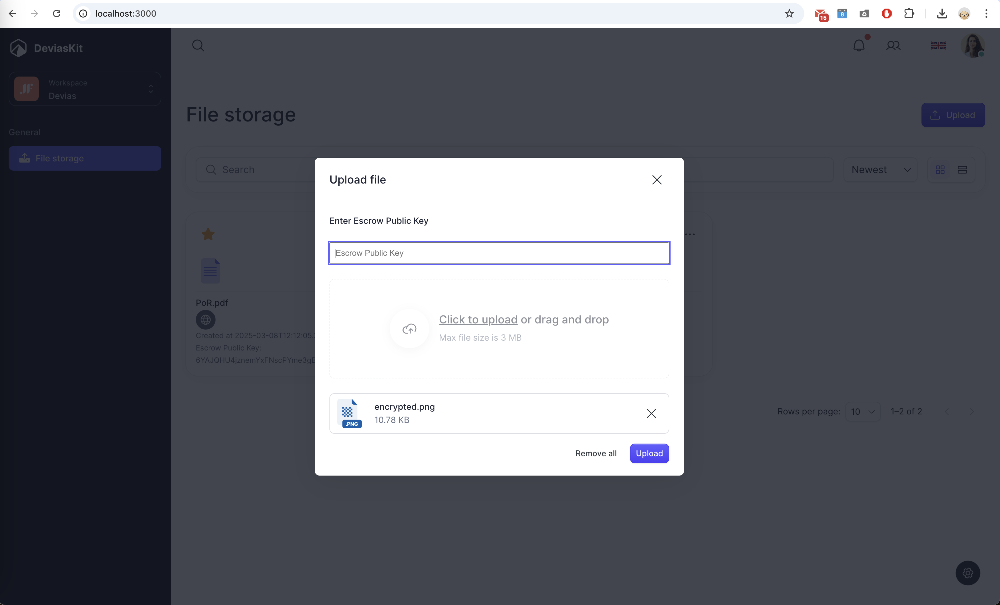 localhost:3000
15
8
DeviasKit
Workspace
Devias
General
File storage
File storage
Upload
Search
Newest
Upload file
Enter Escrow Public Key
Escrow Public Key
Click to upload or drag and drop
Max file size is 3 MB
PoR.pdf
Created at 2025-03-08T12:12:05.
Escrow Public Key:
6YAJQHU4jznemYxFNscPYme3g
encrypted.png
10.78 KB
.PNG
Remove all
Upload
Rows per page: 10 1–2 of 2